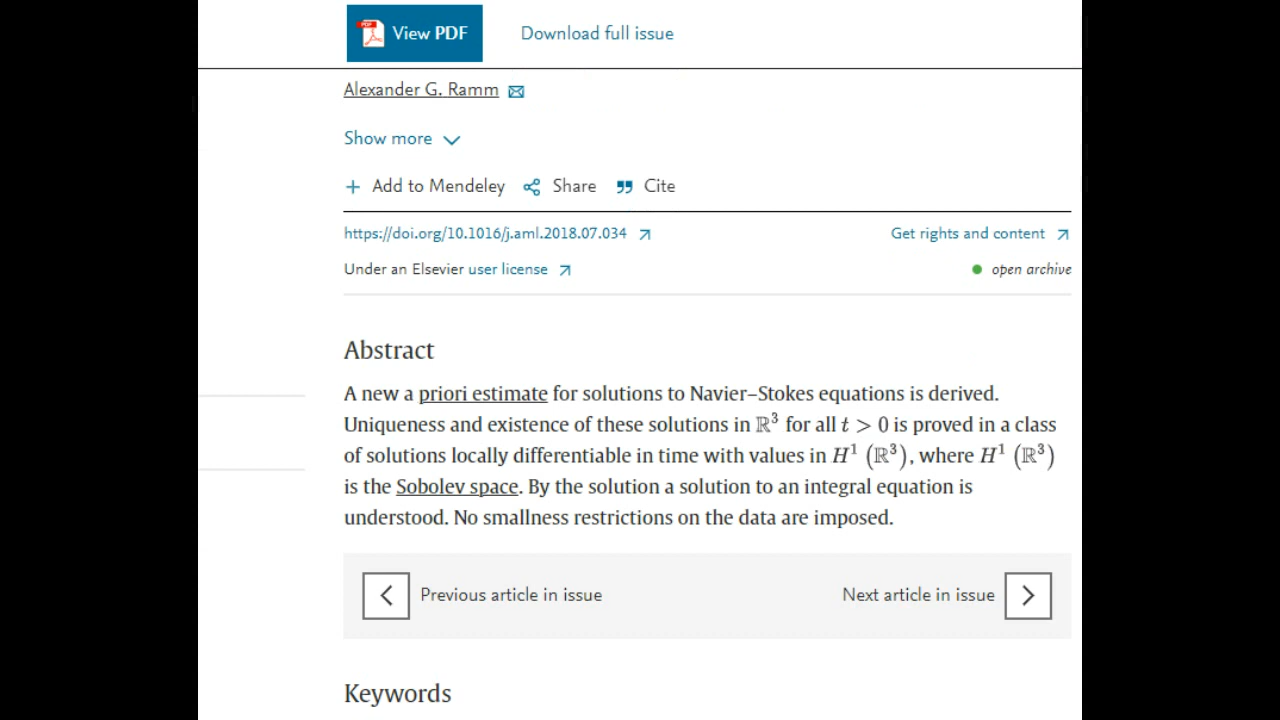 View PDF Download full issue
Alexander G. Ramm
Show more
Add to Mendeley Share Cite
https://doi.org/10.1016/j.aml.2018.07.034 Get rights and content
Under an Elsevier user license open archive
Abstract
A new a priori estimate for solutions to Navier–Stokes equations is derived.
Uniqueness and existence of these solutions in ℝ³ for all t > 0 is proved in a class
of solutions locally differentiable in time with values in H¹ (ℝ³), where H¹ (ℝ³)
is the Sobolev space. By the solution a solution to an integral equation is
understood. No smallness restrictions on the data are imposed.
Previous article in issue Next article in issue
Keywords